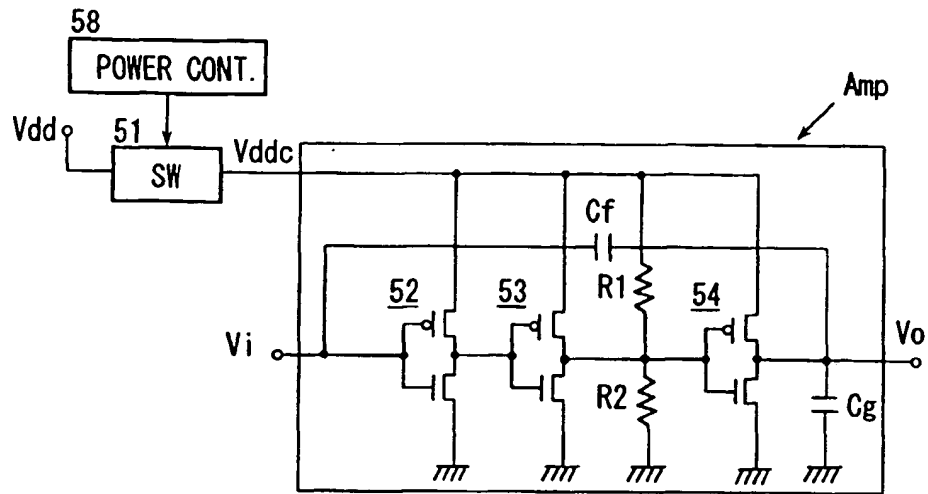 58
POWER CONT.
Amp
Vdd
51
SW
Vddc
Cf
R1
52
53
54
Vi
Vo
R2
Cg